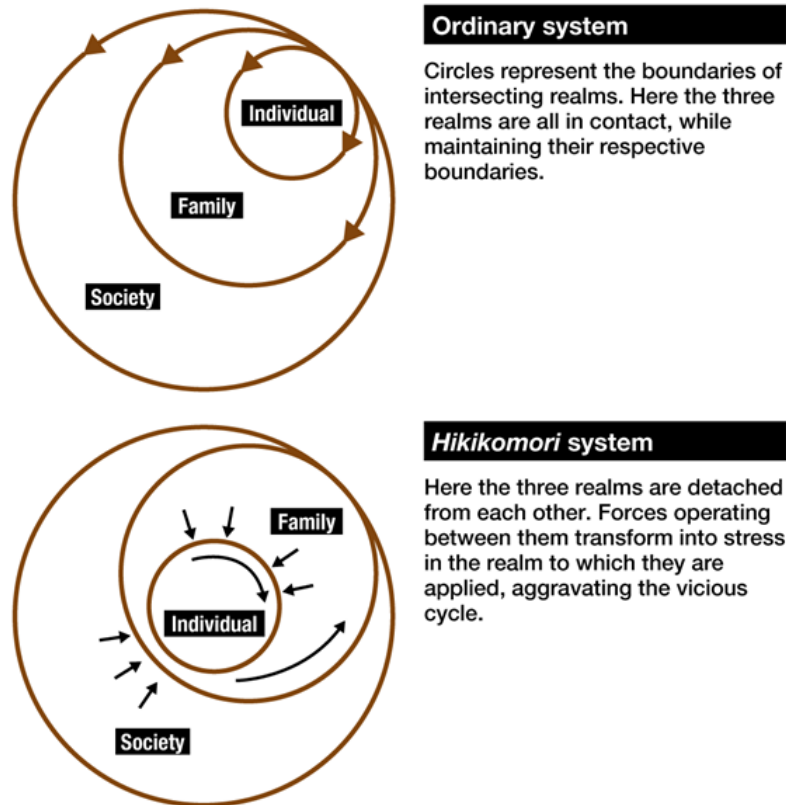 Ordinary system
Circles represent the boundaries of
intersecting realms. Here the three
realms are all in contact, while
maintaining their respective
boundaries.
Individual
Family
Society
Hikikomori system
Here the three realms are detached
from each other. Forces operating
between them transform into stress
in the realm to which they are
applied, aggravating the vicious
cycle.
Family
Individual
Society